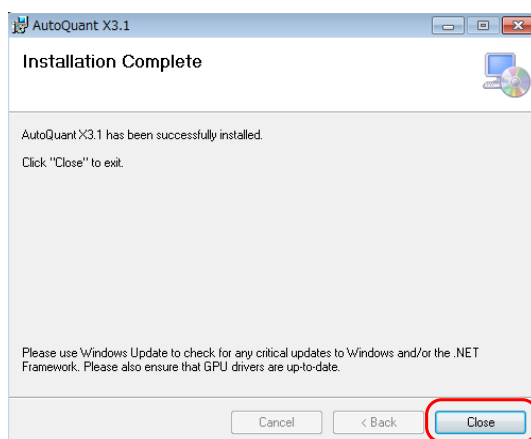 AutoQuant X3.1
Installation Complete
AutoQuant X3.1 has been successfully installed.
Click "Close" to exit.
Please use Windows Update to check for any critical updates to Windows and/or the .NET
Framework. Please also ensure that GPU drivers are up-to-date.
Cancel
< Back
Close